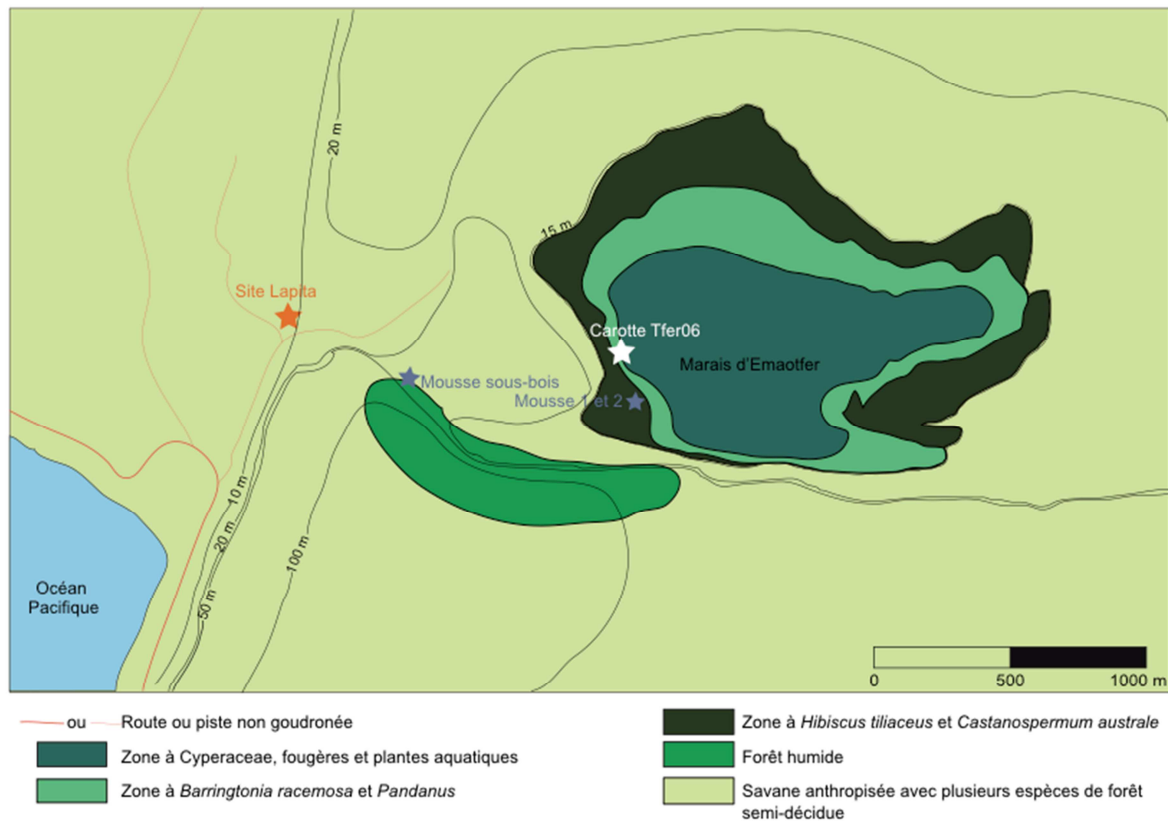 20 m
15 m
Site Lapita
Carotte Tfer06
Marais d'Emaotfer
Mousse sous-bois
Mousse 1 et 2
10 m
20 m
100 m
50 m
Océan
Pacifique
0 500 1000 m
ou Route ou piste non goudronée
Zone à Cyperaceae, fougères et plantes aquatiques
Zone à Barringtonia racemosa et Pandanus
Zone à Hibiscus tiliaceus et Castanospermum australe
Forêt humide
Savane anthropisée avec plusieurs espèces de forêt
semi-décidue